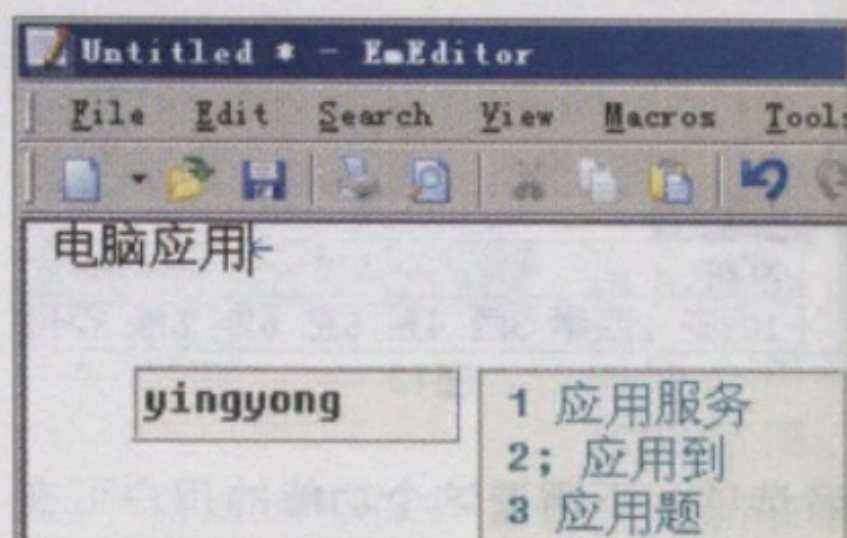 Untitled * - EmEditor
File Edit Search View Macros Tools
电脑应用
yingyong
1 应用服务
2; 应用到
3 应用题